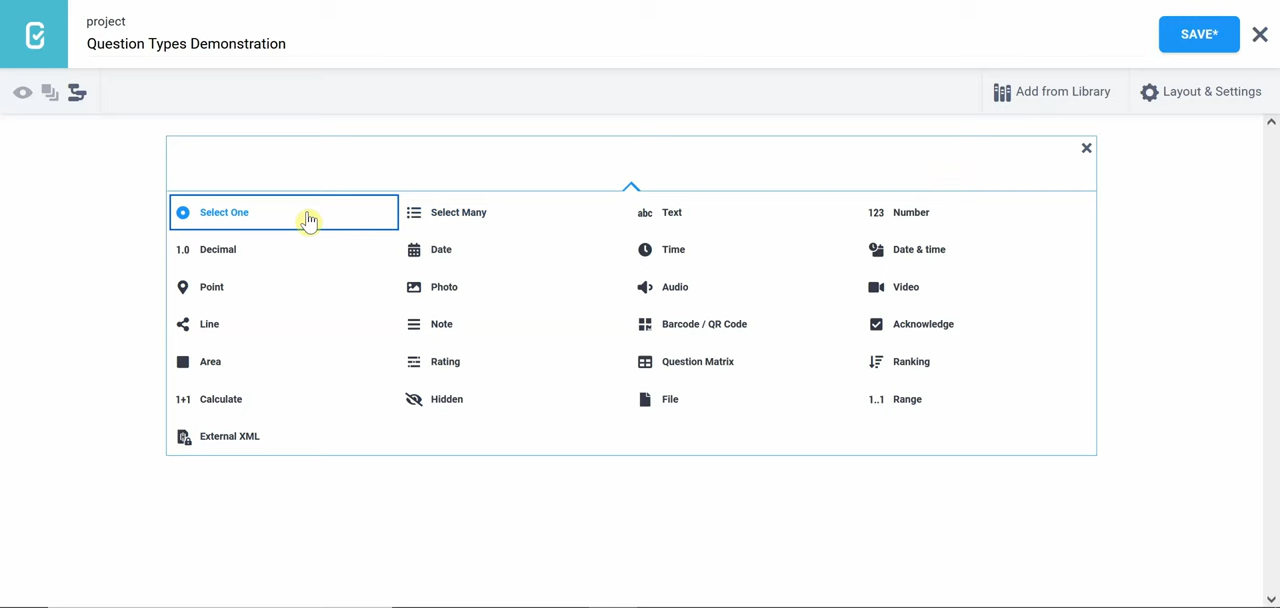 project
Question Types Demonstration
SAVE*
Add from Library
Layout & Settings
Select One
Select Many
abc Text
123 Number
1.0 Decimal
Date
Time
Date & time
Point
Photo
Audio
Video
Line
Note
Barcode / QR Code
Acknowledge
Area
Rating
Question Matrix
Ranking
1+1 Calculate
Hidden
File
1..1 Range
External XML